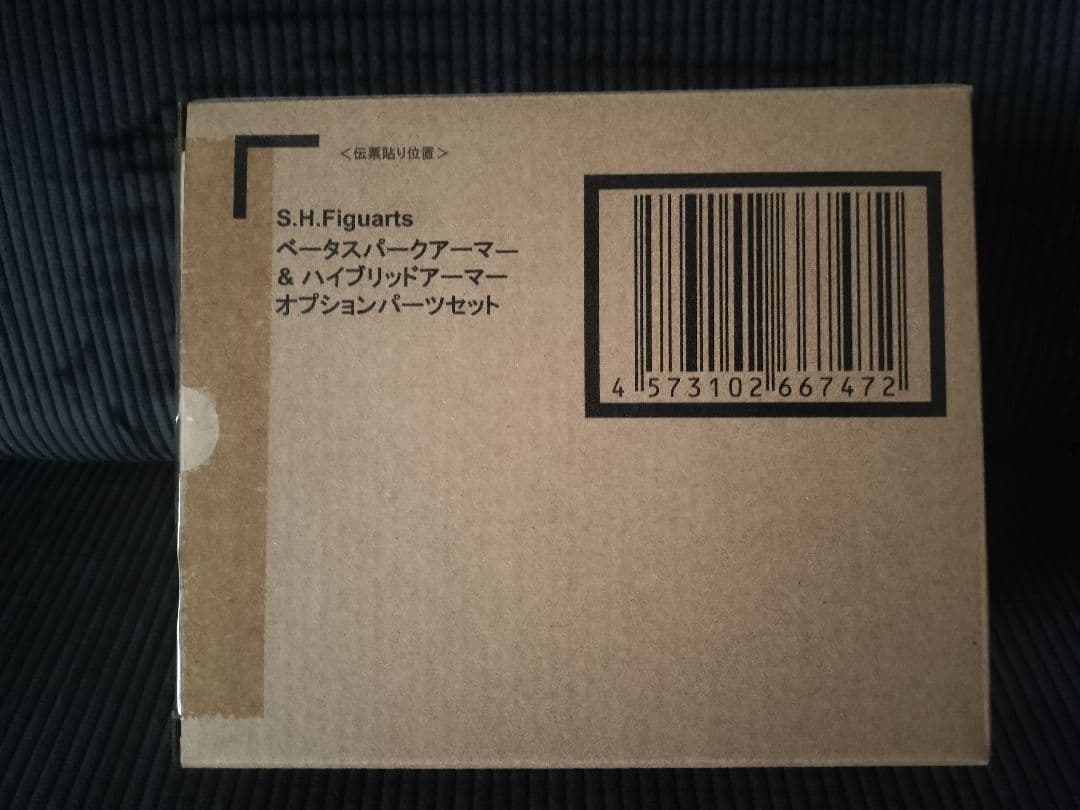 ＜伝票貼り位置＞
S.H.Figuarts
ベータスパークアーマー
& ハイブリッドアーマー
オプションパーツセット
4 573102 667472